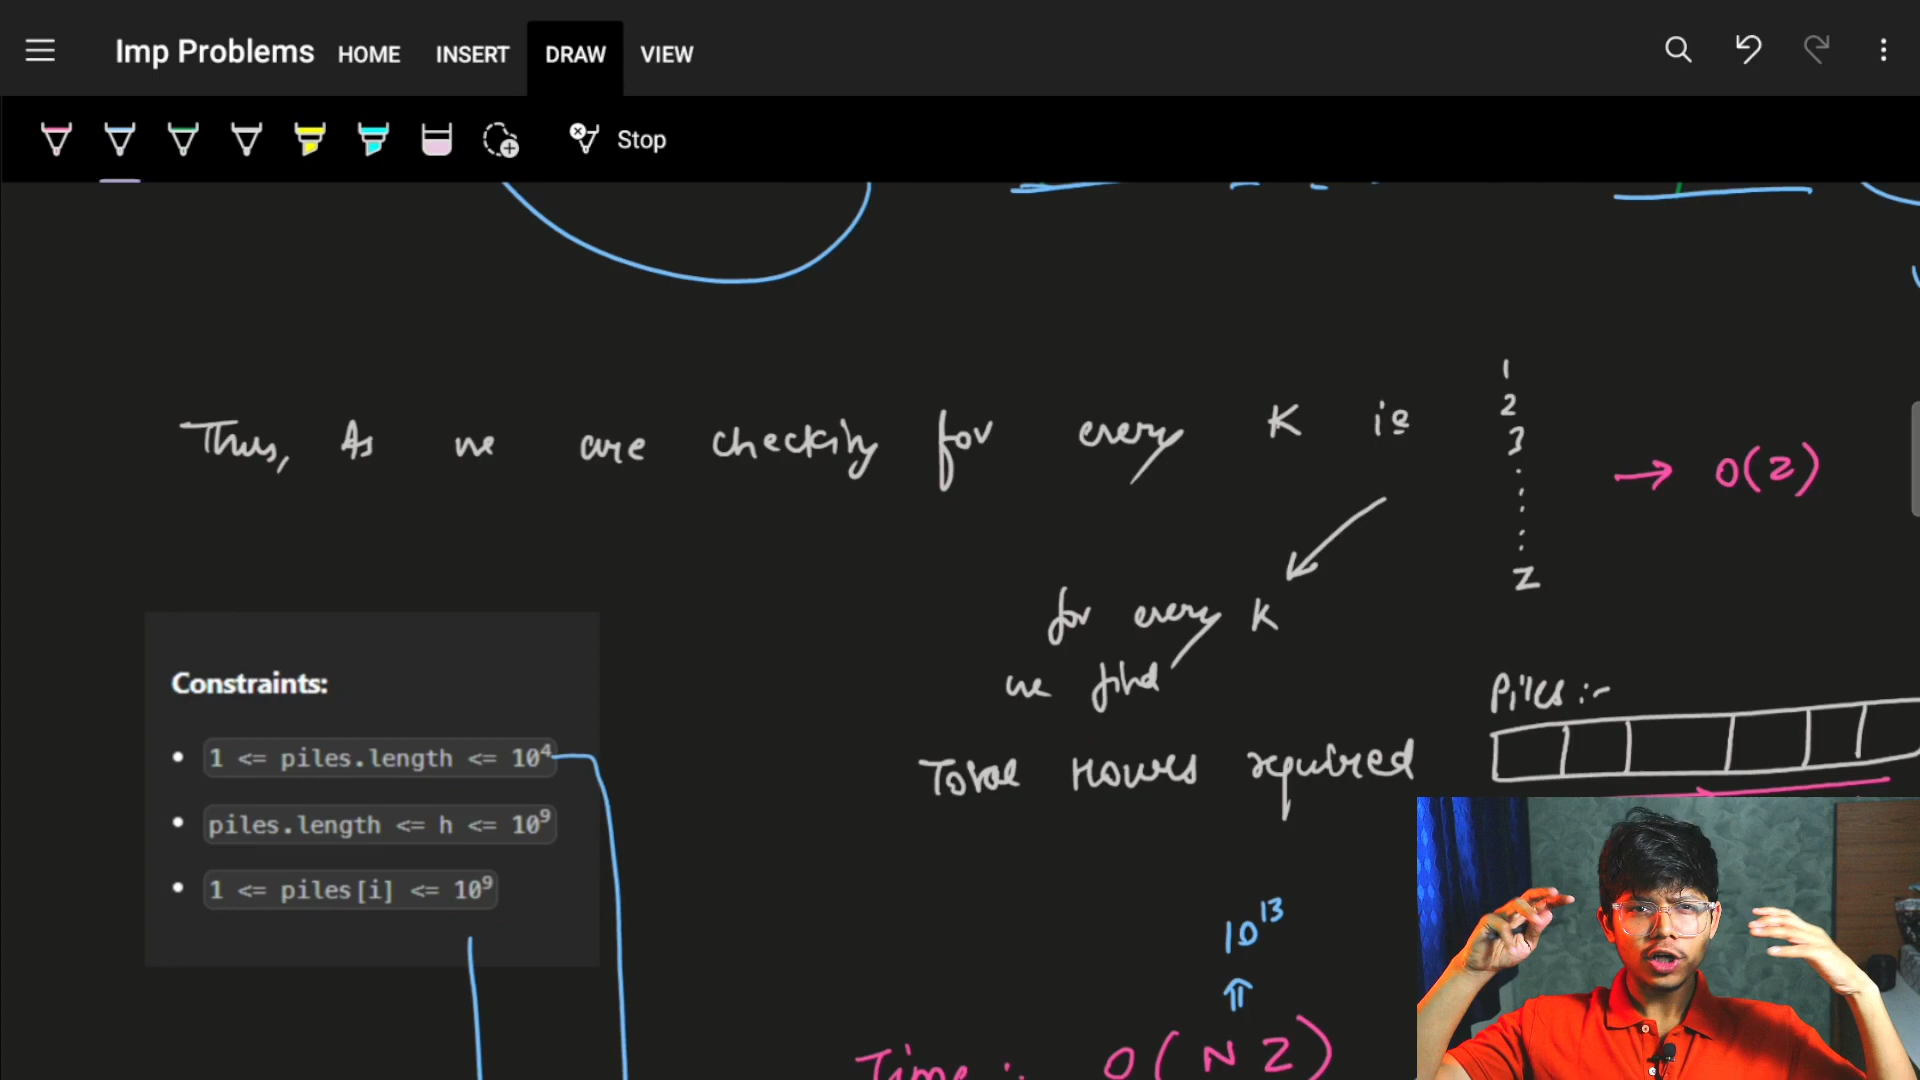 Imp Problems HOME INSERT DRAW VIEW
Stop
Thus, As we are checking for every K is
1
2
3
Z
→ O(Z)
for every K
we find
Total Hours required
Piles :-
Constraints:
1 <= piles.length <= 10⁴
piles.length <= h <= 10⁹
1 <= piles[i] <= 10⁹
10¹³
Time :- O(NZ)